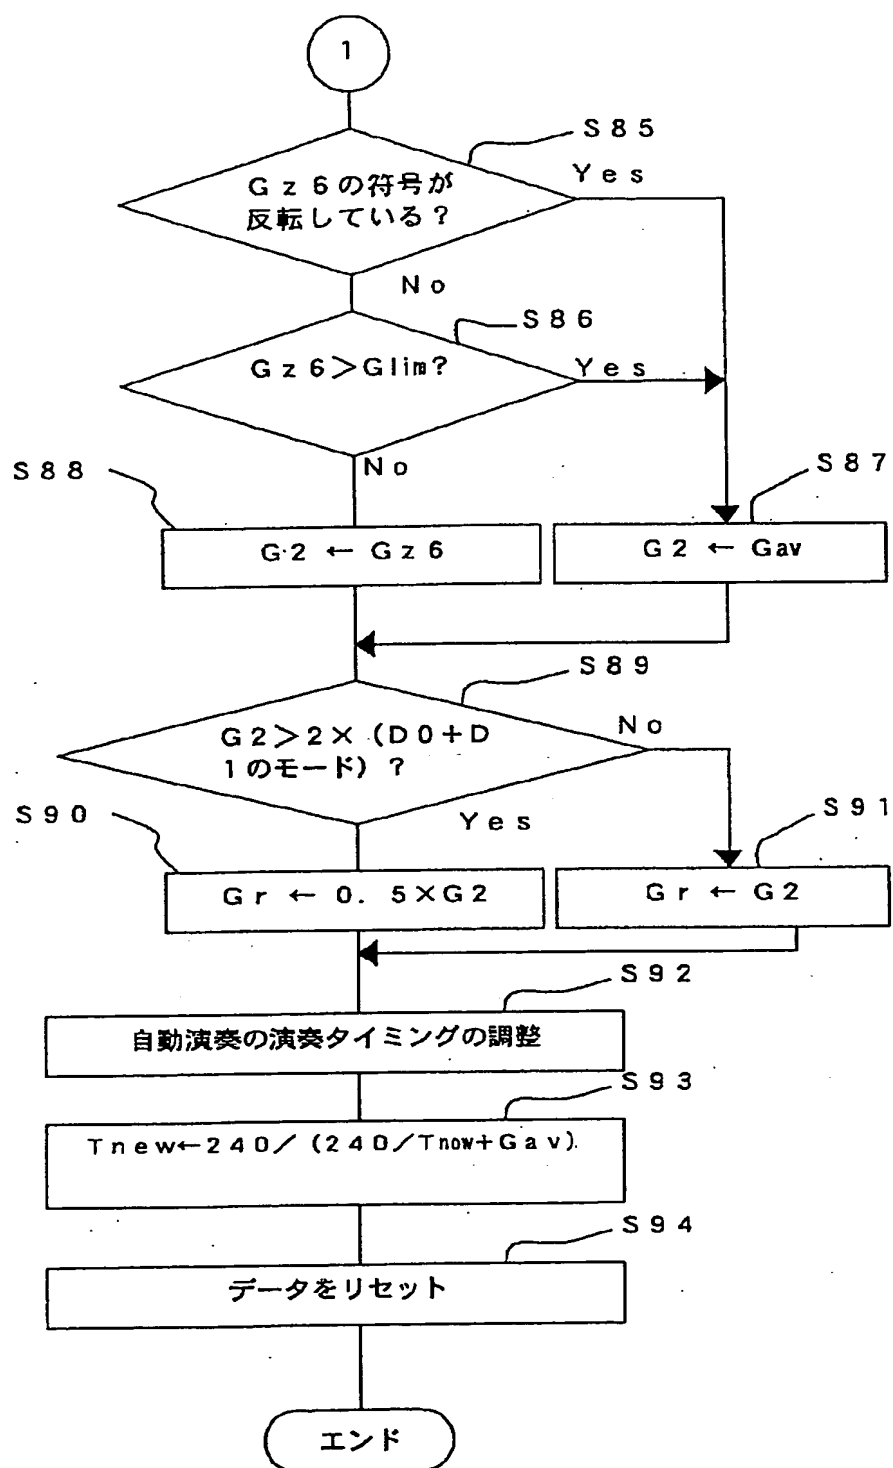 1
S85
Gz6の符号が
反転している？
Yes
No
S86
Gz6＞Glim?
Yes
No
S88
S87
G2 ← Gz6
G2 ← Gav
S89
G2＞2×（D0＋D
1のモード）？
No
Yes
S90
S91
Gr ← 0.5×G2
Gr ← G2
S92
自動演奏の演奏タイミングの調整
S93
Tnew←240／（240／Tnow+Gav）
S94
データをリセット
エンド